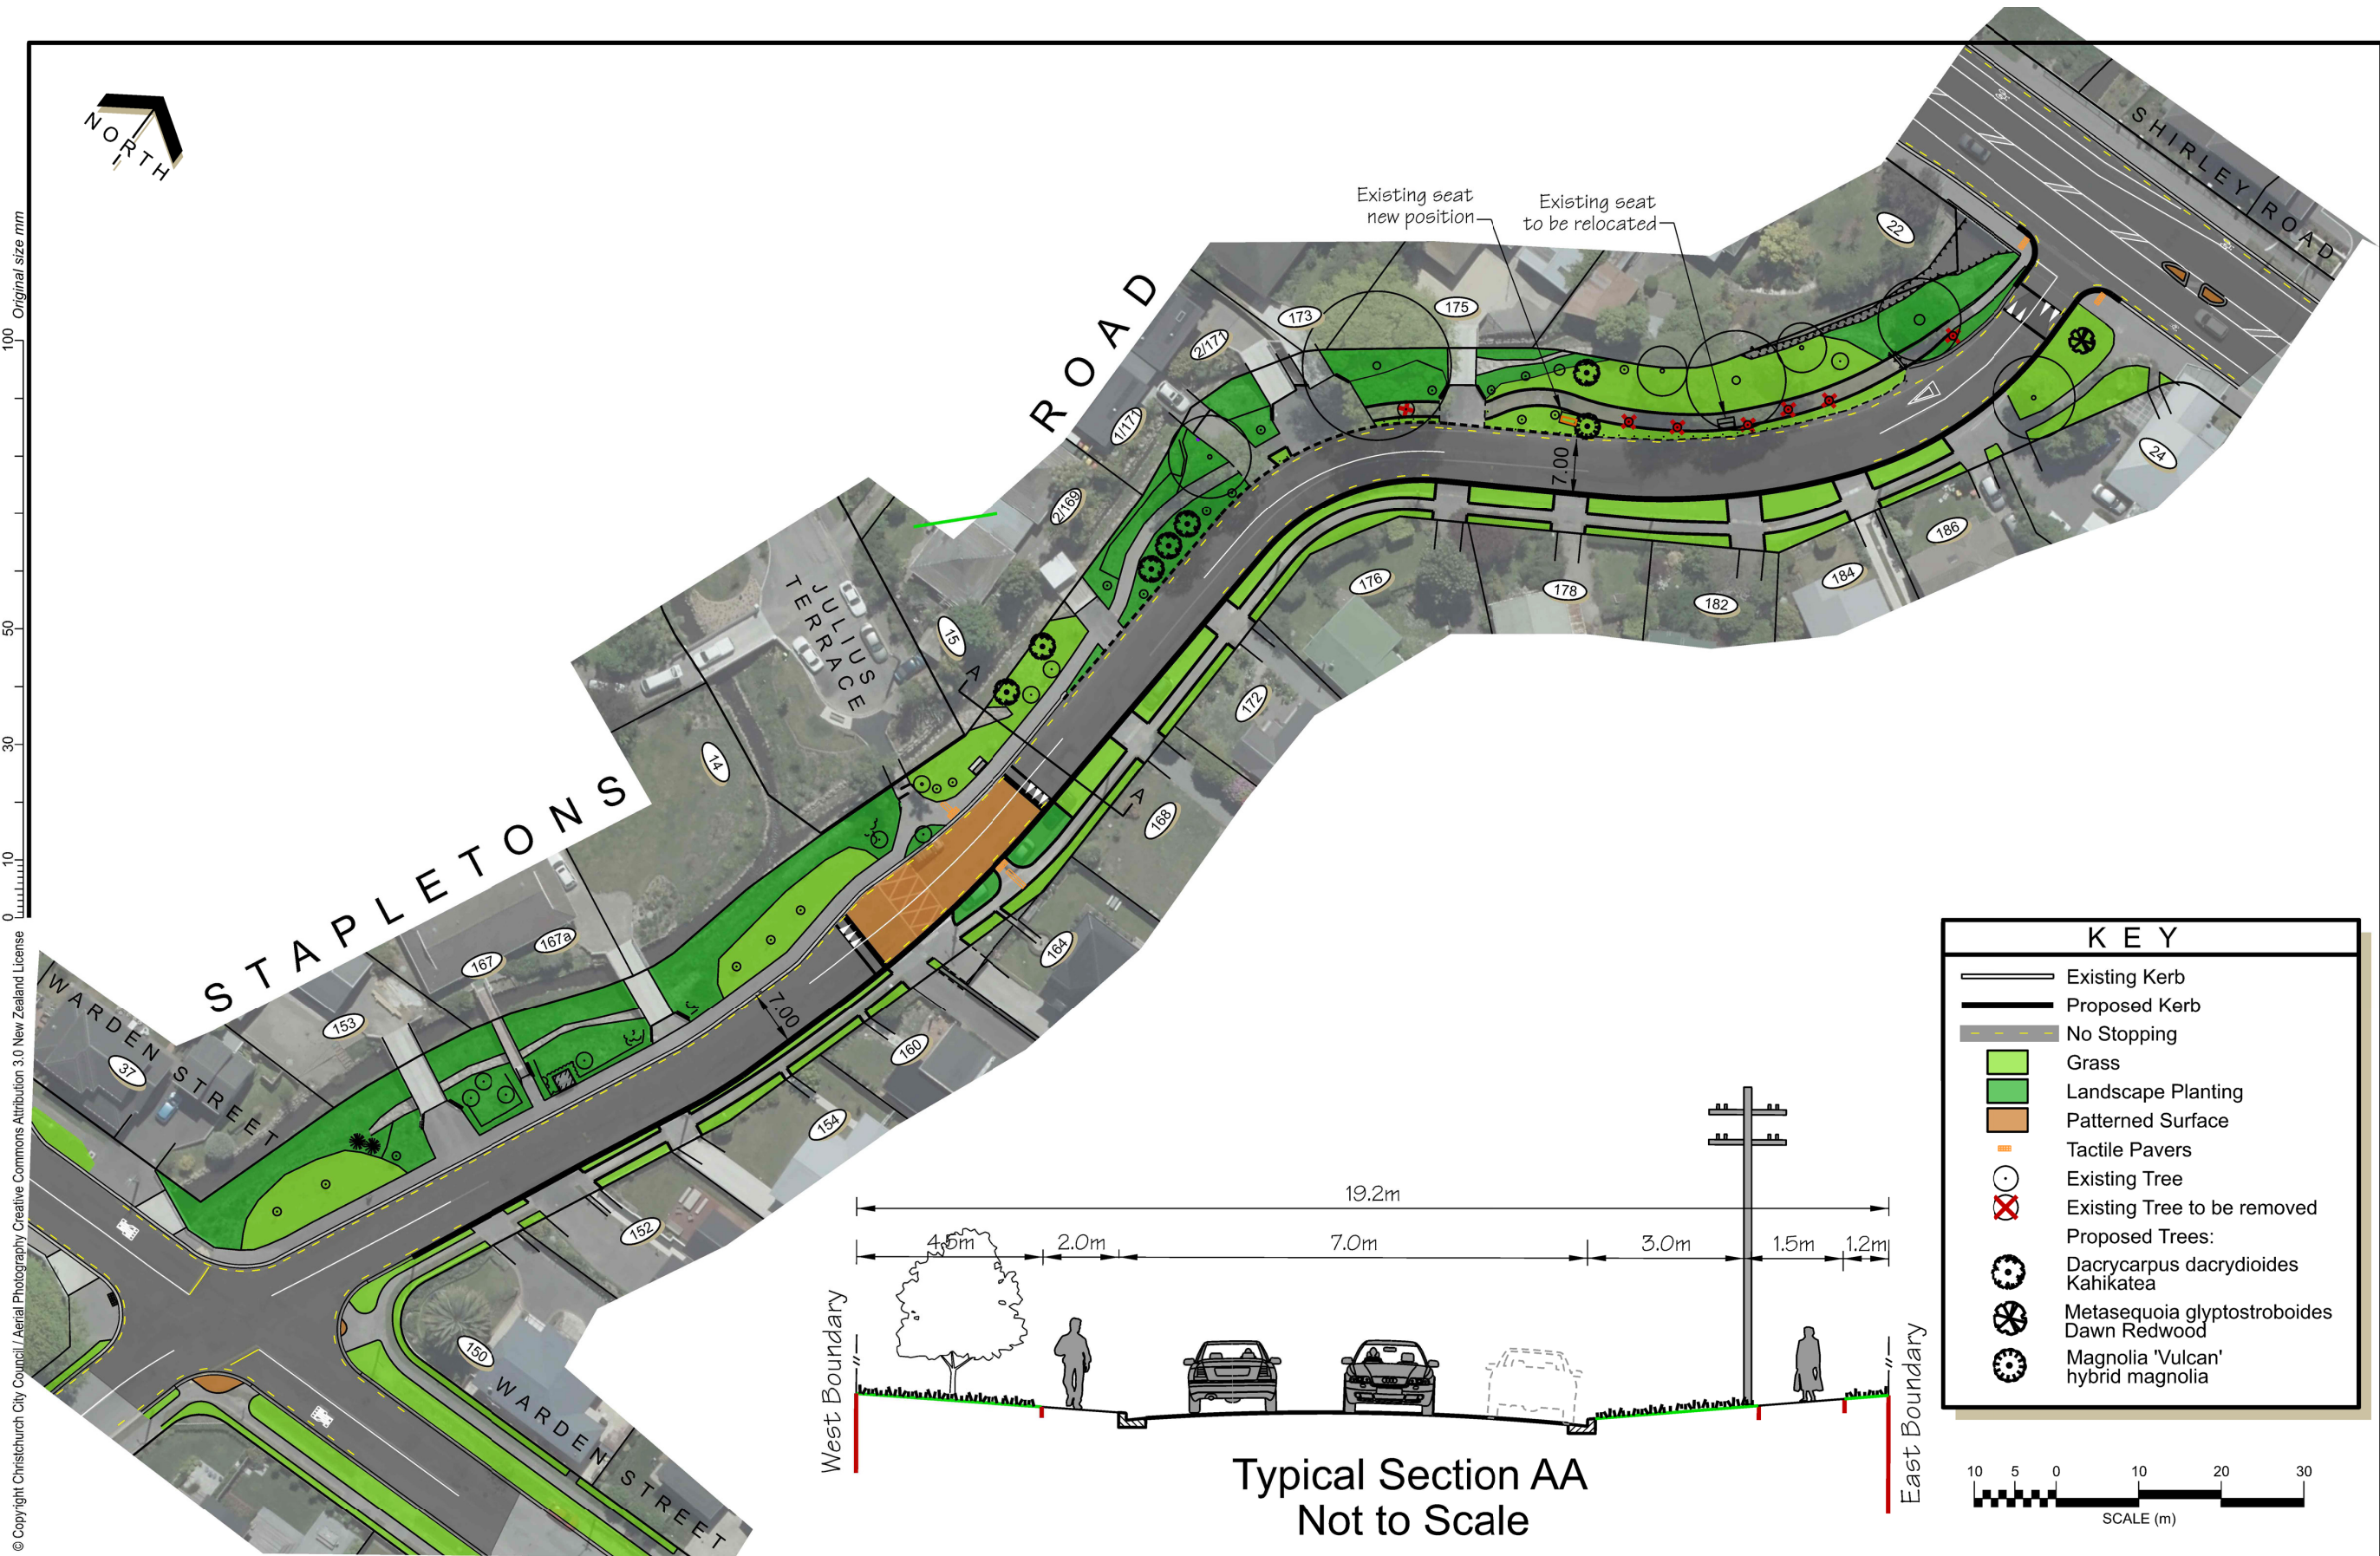 © Copyright Christchurch City Council / Aerial Photography Creative Commons Attribution 3.0 New Zealand License
0 10 30 50 100 Original size mm
NORTH
STAPLETONS ROAD
SHIRLEY ROAD
JULIUS
TERRACE
WARDEN STREET
WARDEN STREET
Existing seat
new position
Existing seat
to be relocated
22
175
173
2/171
1/171
2/169
15
14
167a
167
153
37
24
186
184
182
178
176
172
168
164
160
154
152
150
A
A
7.00
7.00
KEY
Existing Kerb
Proposed Kerb
No Stopping
Grass
Landscape Planting
Patterned Surface
Tactile Pavers
Existing Tree
Existing Tree to be removed
Proposed Trees:
Dacrycarpus dacrydioides
Kahikatea
Metasequoia glyptostroboides
Dawn Redwood
Magnolia 'Vulcan'
hybrid magnolia
19.2m
4.5m 2.0m 7.0m 3.0m 1.5m 1.2m
West Boundary
East Boundary
Typical Section AA
Not to Scale
10 5 0 10 20 30
SCALE (m)